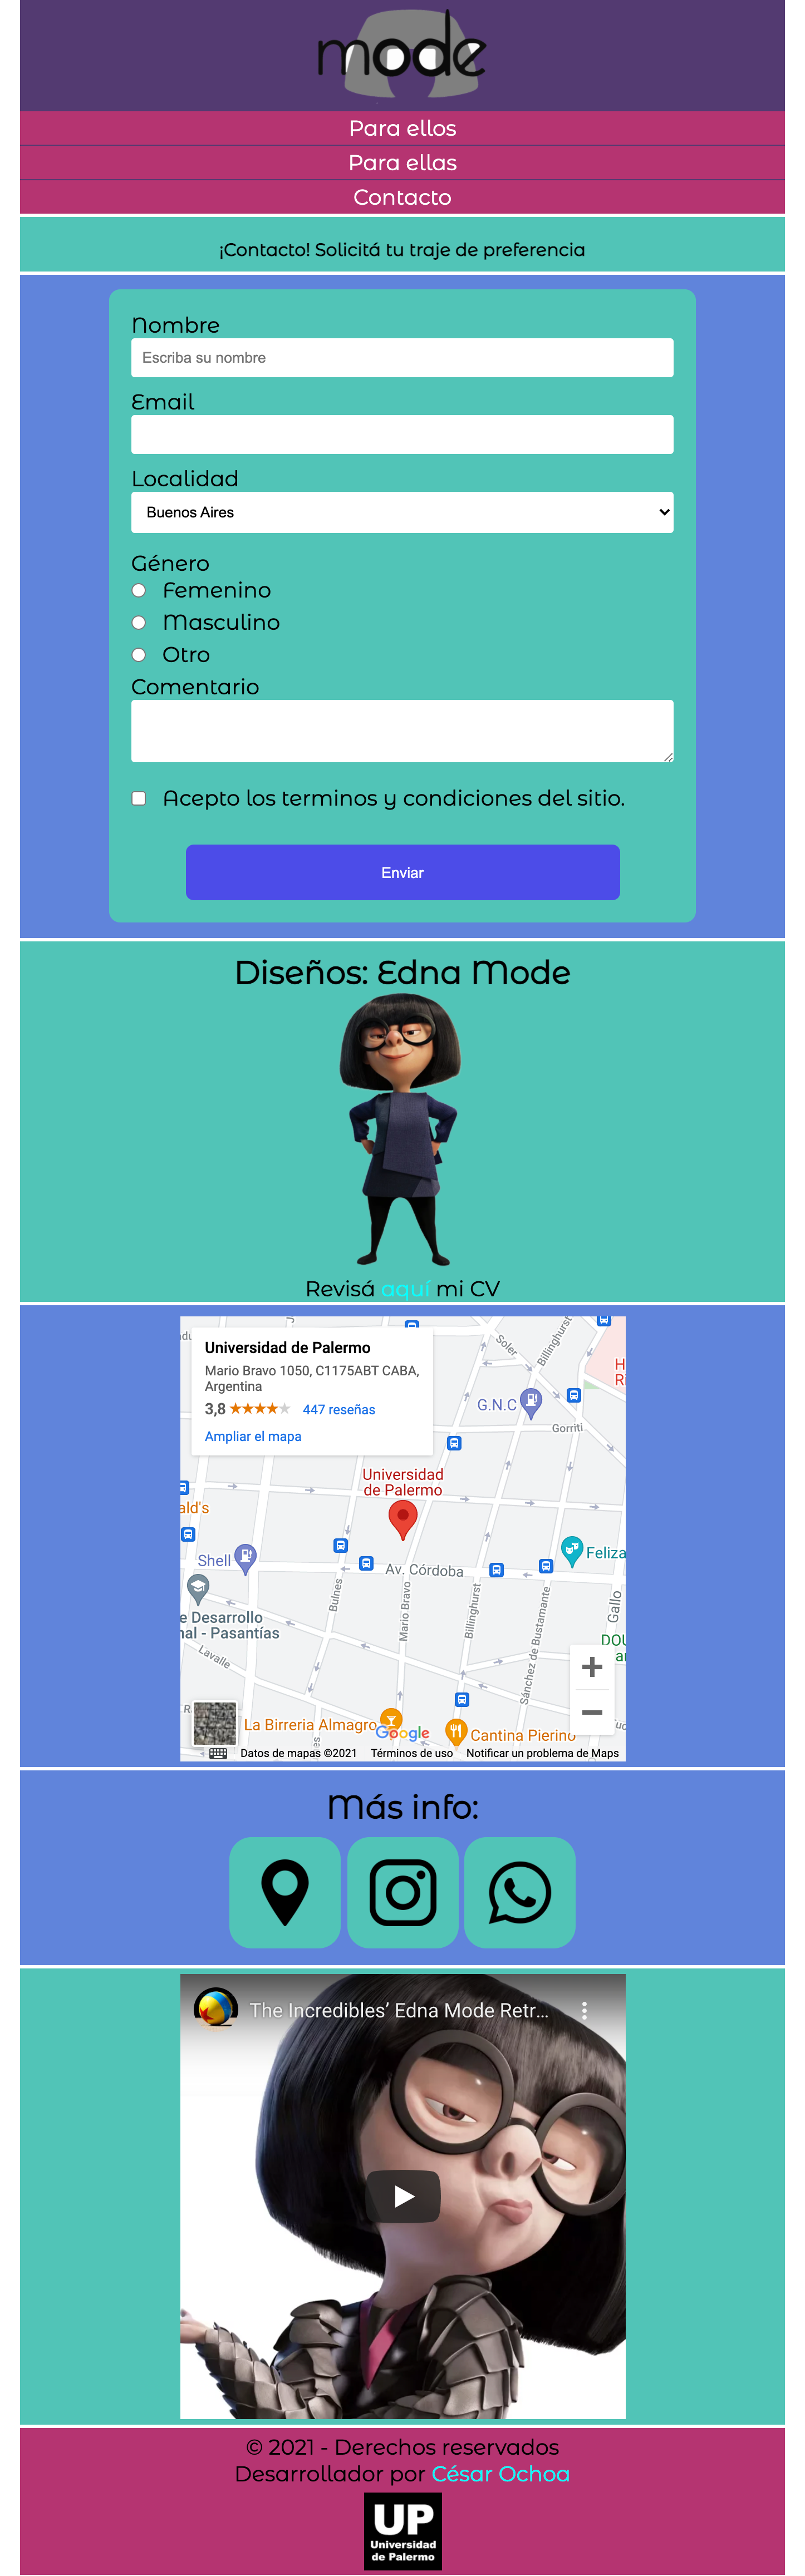 mode
Para ellos
Para ellas
Contacto
¡Contacto! Solicitá tu traje de preferencia
Nombre
Escriba su nombre
Email
Localidad
Buenos Aires
Género
Femenino
Masculino
Otro
Comentario
Acepto los terminos y condiciones del sitio.
Enviar
Diseños: Edna Mode
Revisá aquí mi CV
Universidad de Palermo
Mario Bravo 1050, C1175ABT CABA,
Argentina
3,8 447 reseñas
Ampliar el mapa
Soler
Billinghurst
H
R
G.N.C
Gorriti
Universidad
de Palermo
ald's
Shell
Av. Córdoba
Feliza
Bulnes
Mario Bravo
Billinghurst
Sánchez de Bustamante
Gallo
e Desarrollo
nal - Pasantías
DOU
ar
Lavalle
La Birreria Almagro
Google
Cantina Pierino
Datos de mapas ©2021 Términos de uso Notificar un problema de Maps
Más info:
The Incredibles’ Edna Mode Retr...
© 2021 - Derechos reservados
Desarrollador por César Ochoa
UP
Universidad
de Palermo